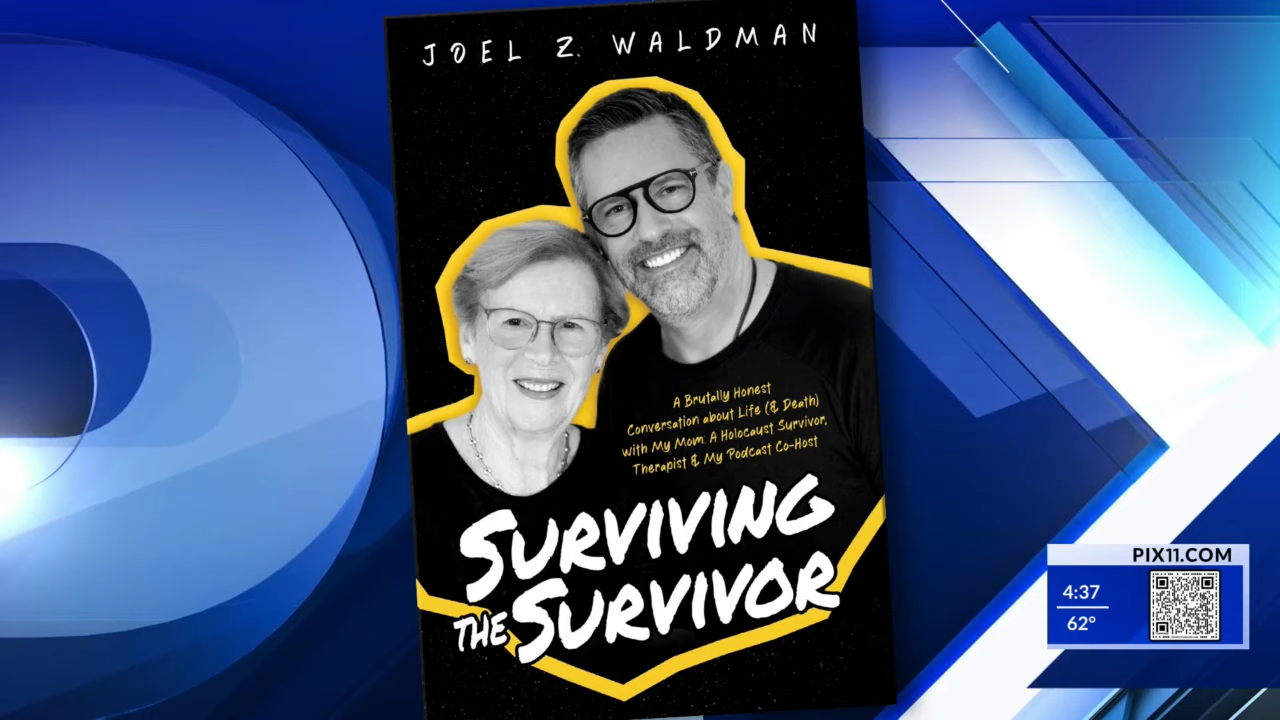 JOEL Z. WALDMAN
A Brutally Honest
Conversation about Life (& Death)
with My Mom: A Holocaust Survivor,
Therapist & My Podcast Co-Host
SURVIVING
THE SURVIVOR
PIX11.COM
4:37
62°